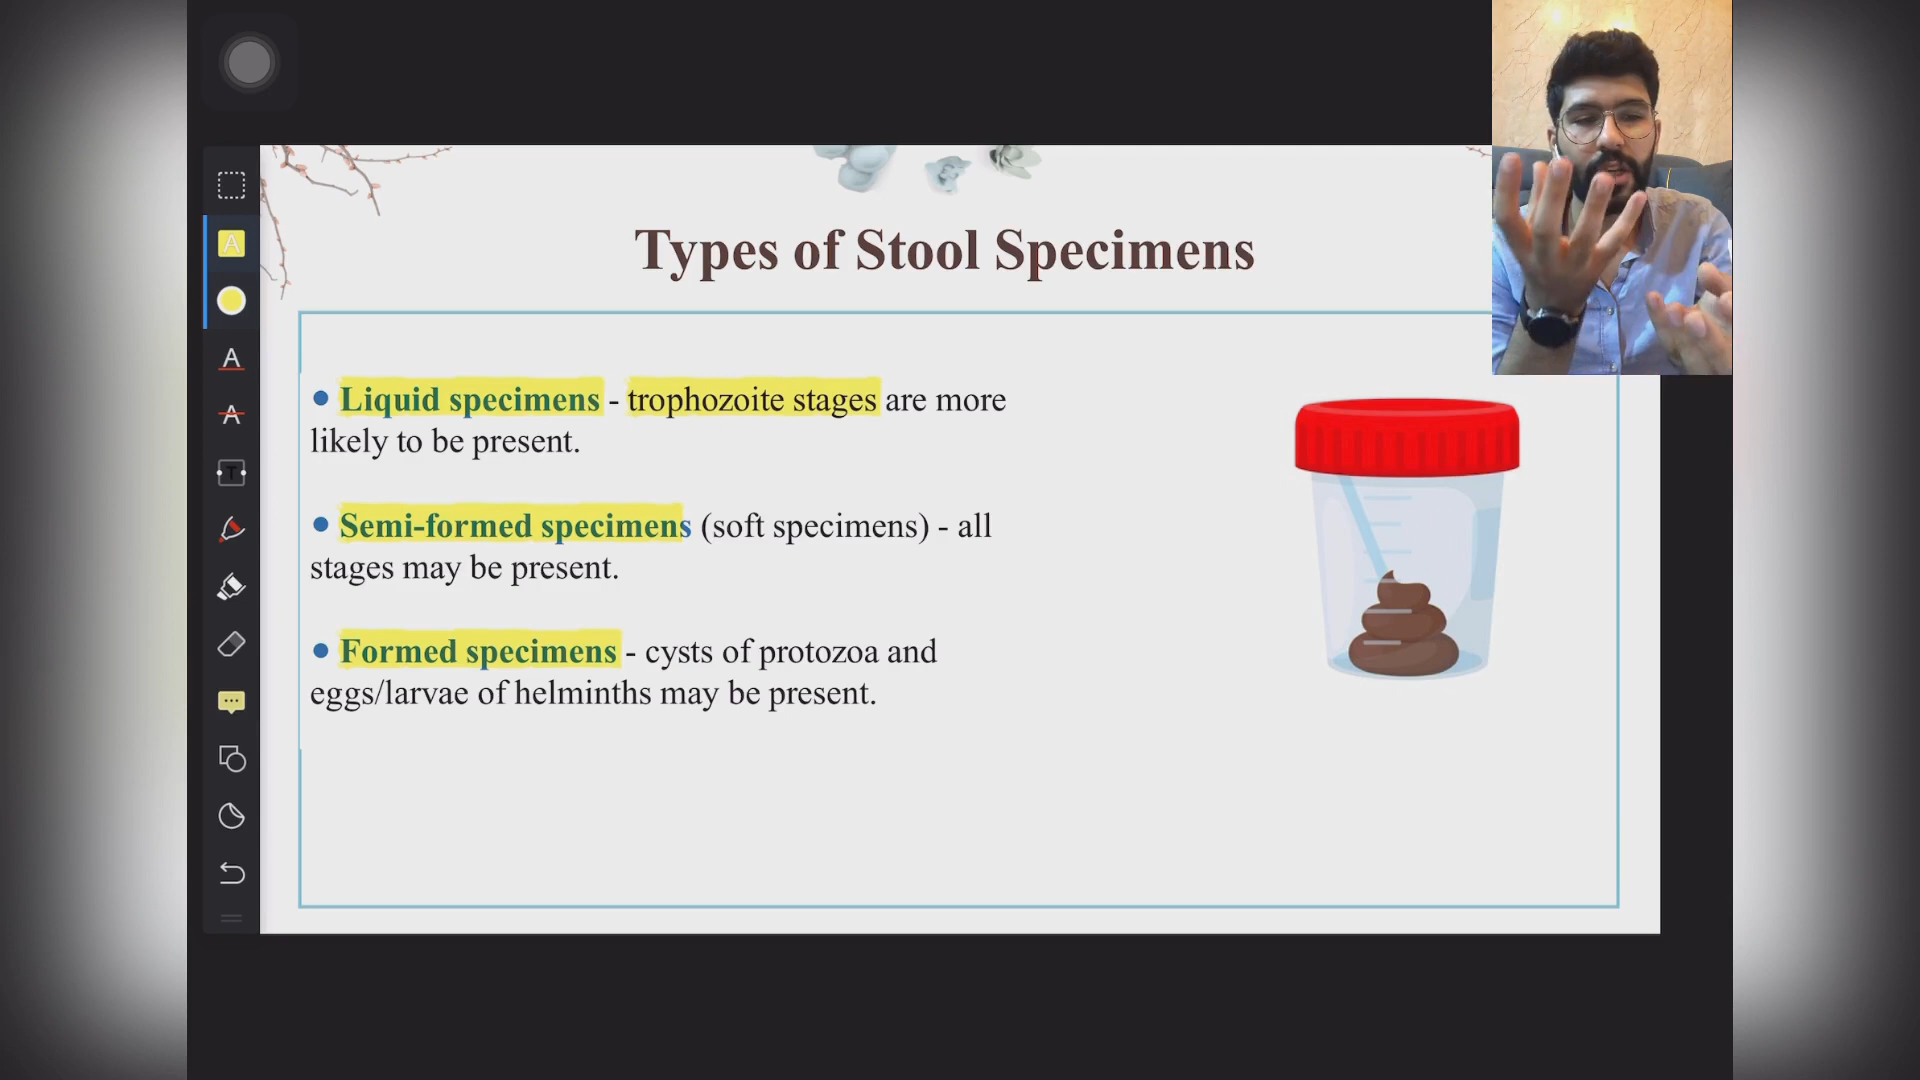 Types of Stool Specimens
• Liquid specimens - trophozoite stages are more
likely to be present.
• Semi-formed specimens (soft specimens) - all
stages may be present.
• Formed specimens - cysts of protozoa and
eggs/larvae of helminths may be present.
A
A
A
T